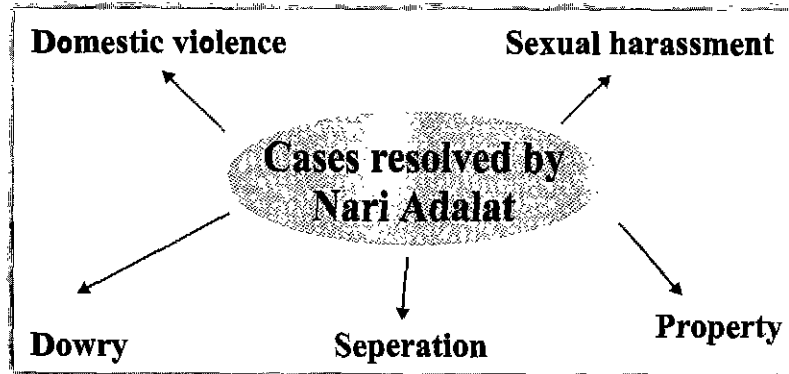 Domestic violence
Sexual harassment
Cases resolved by
Nari Adalat
Dowry
Seperation
Property